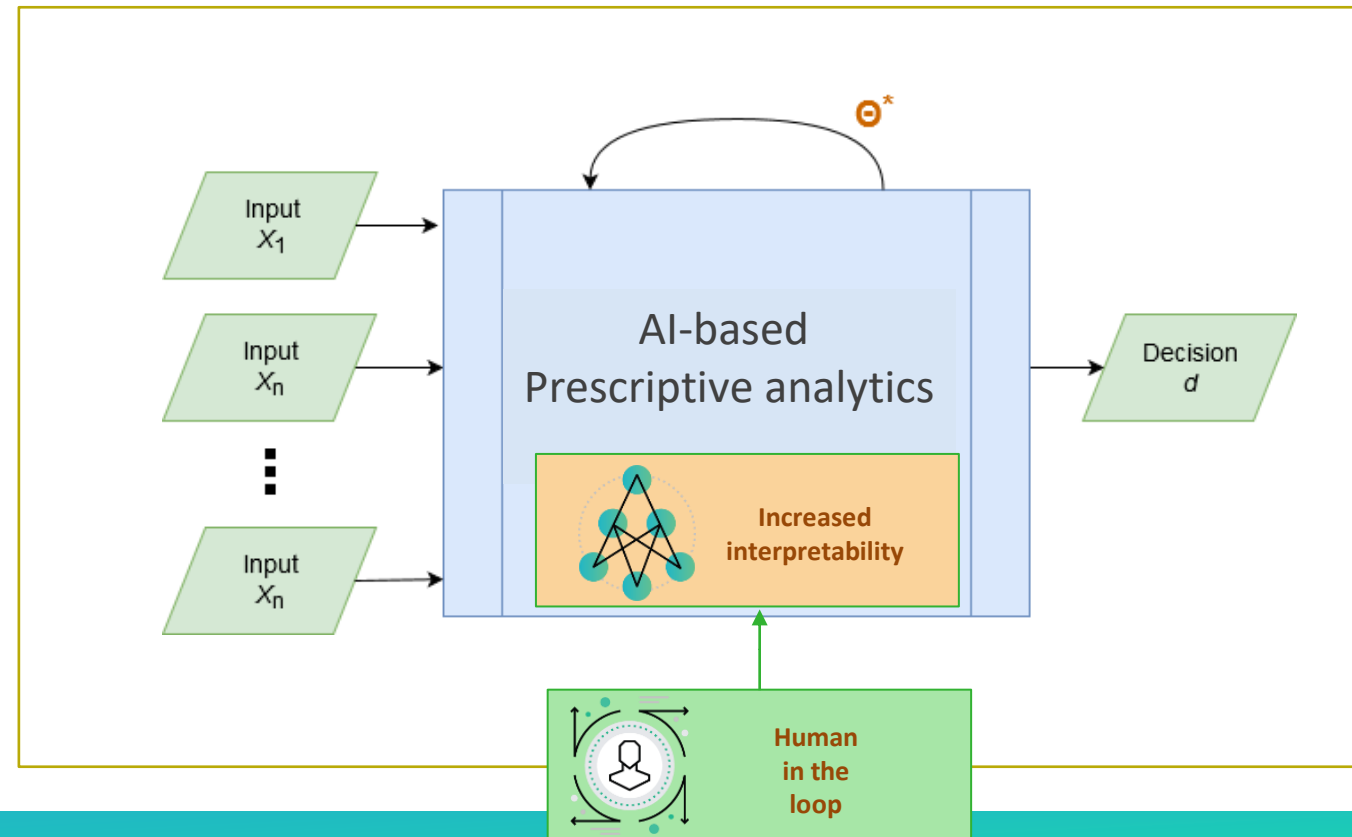 Θ*
Input
X1
Input
Xn
Input
Xn
AI-based
Prescriptive analytics
Increased
interpretability
Decision
d
Human
in the
loop